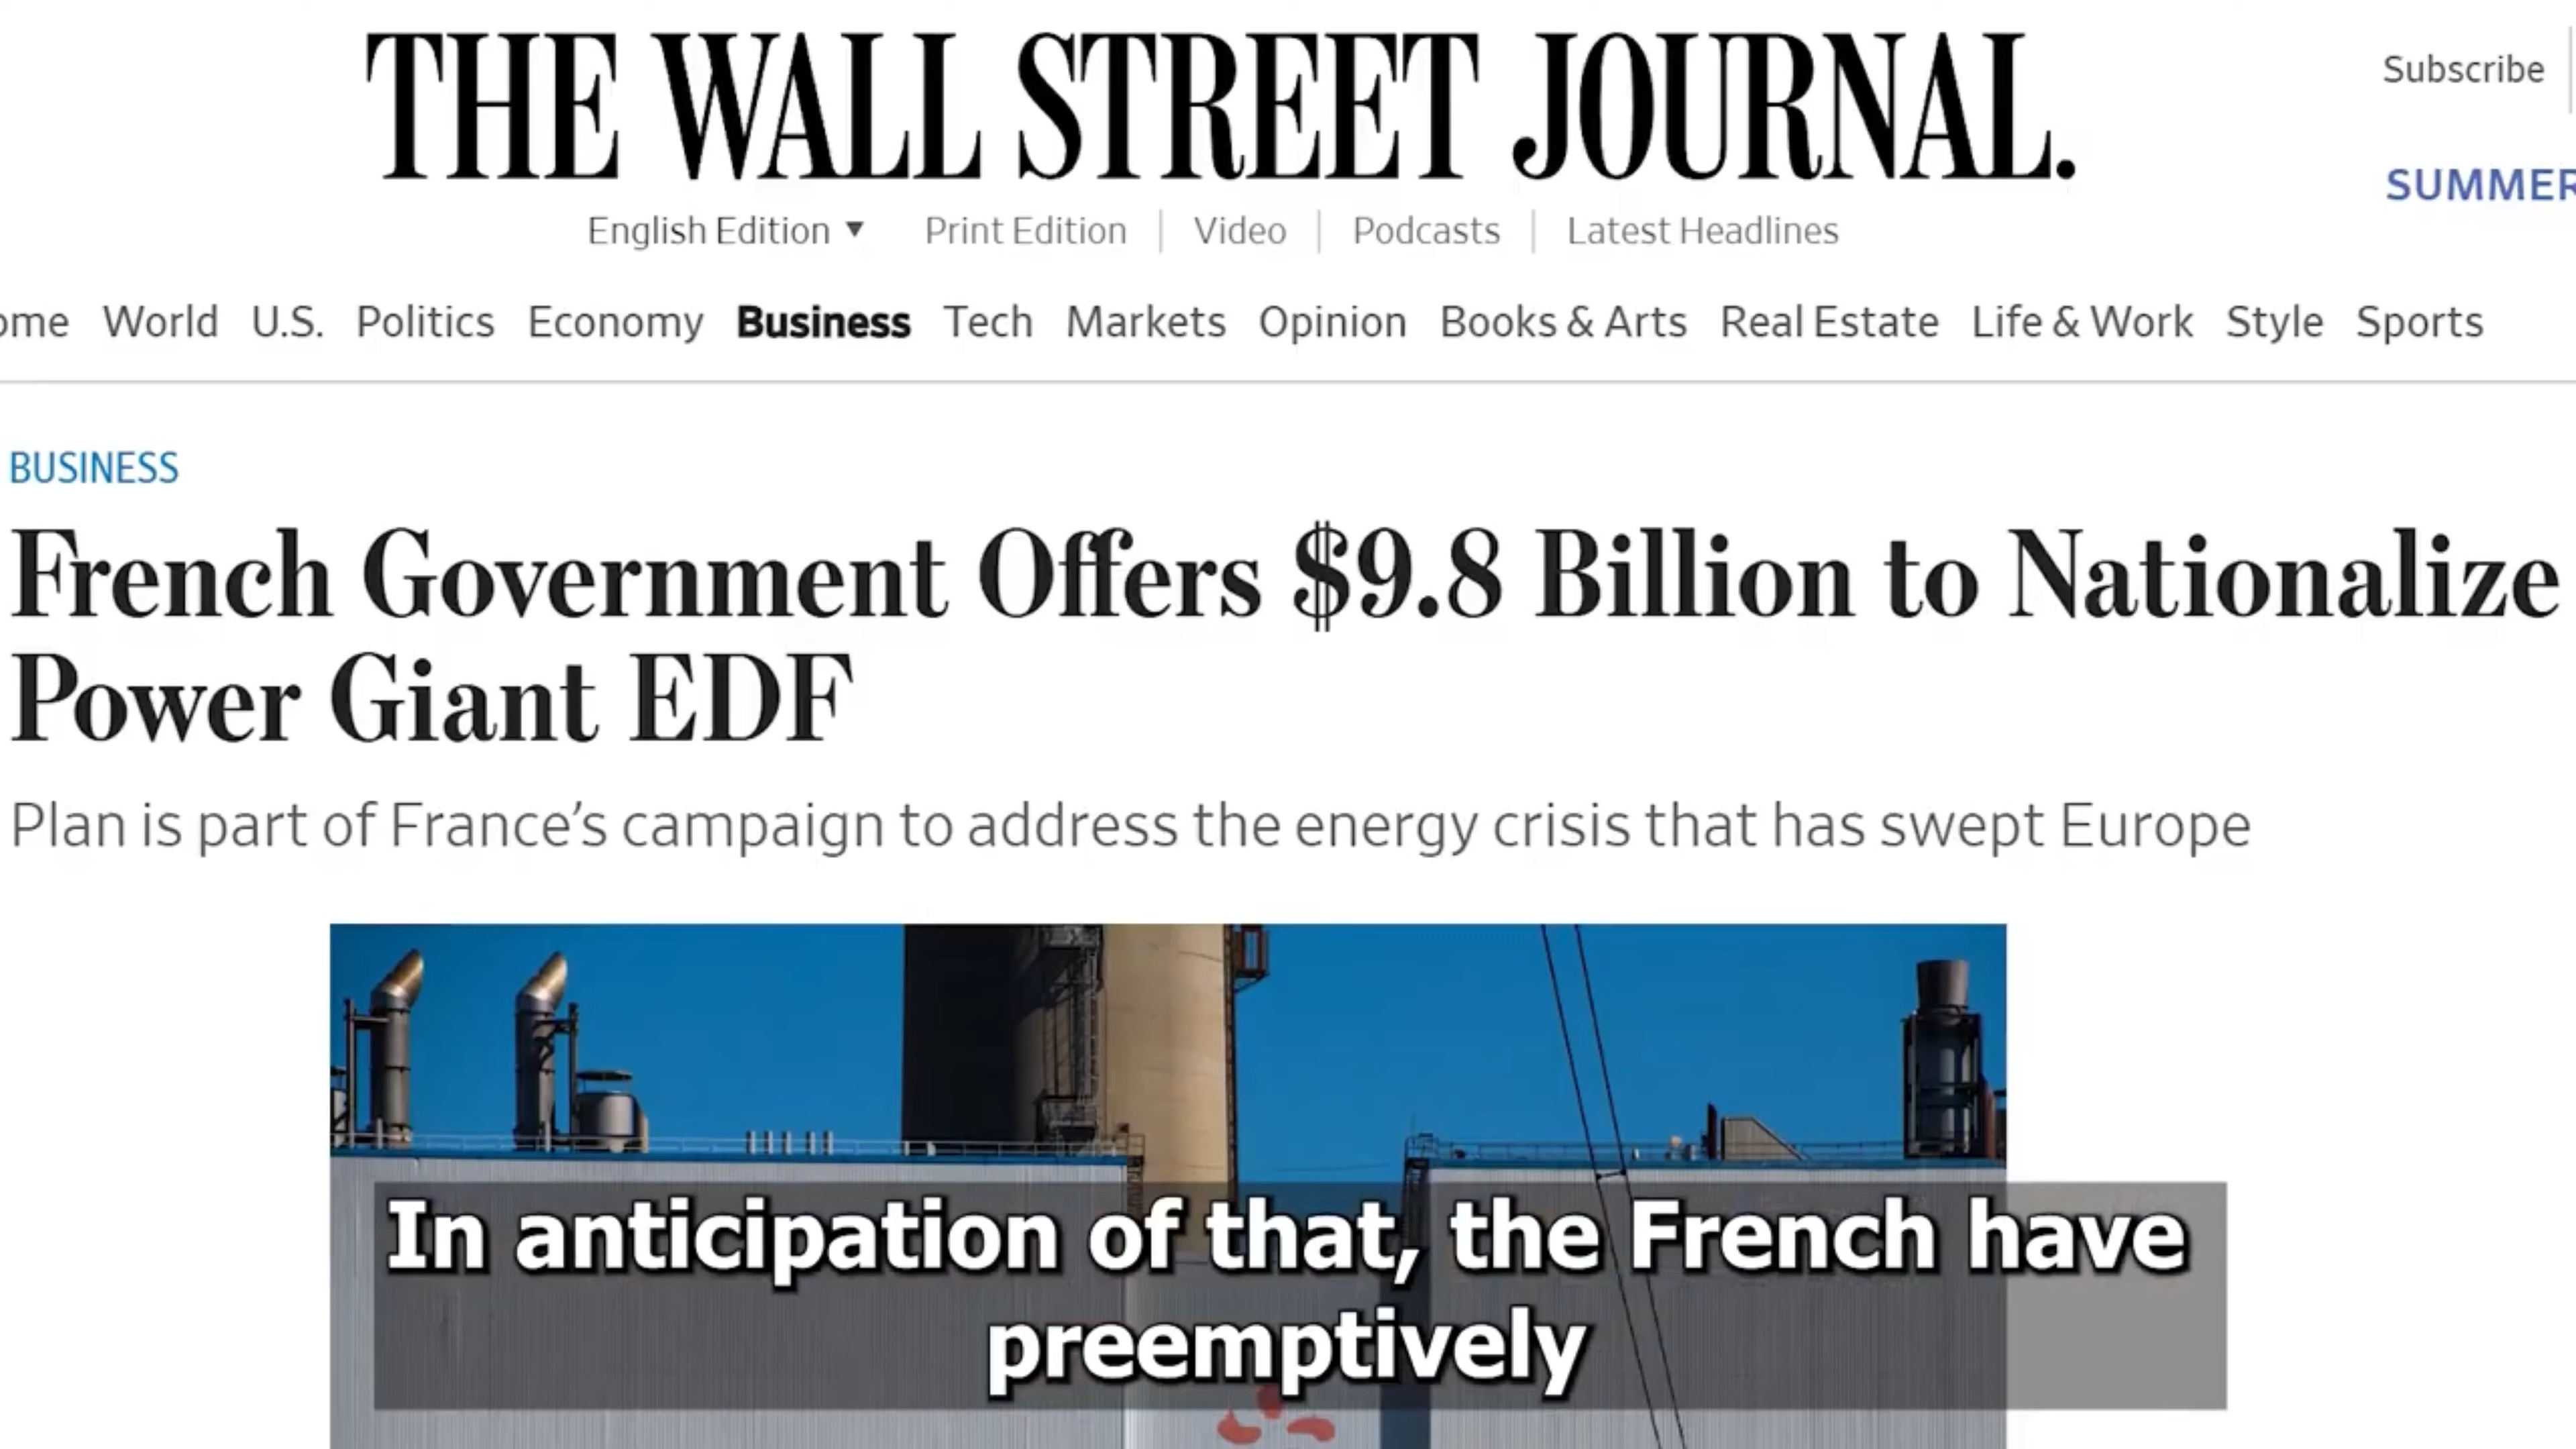 THE WALL STREET JOURNAL.
Subscribe
SUMMER
English Edition ▼ Print Edition | Video | Podcasts | Latest Headlines
ome World U.S. Politics Economy Business Tech Markets Opinion Books & Arts Real Estate Life & Work Style Sports
BUSINESS
French Government Offers $9.8 Billion to Nationalize
Power Giant EDF
Plan is part of France's campaign to address the energy crisis that has swept Europe
In anticipation of that, the French have
preemptively